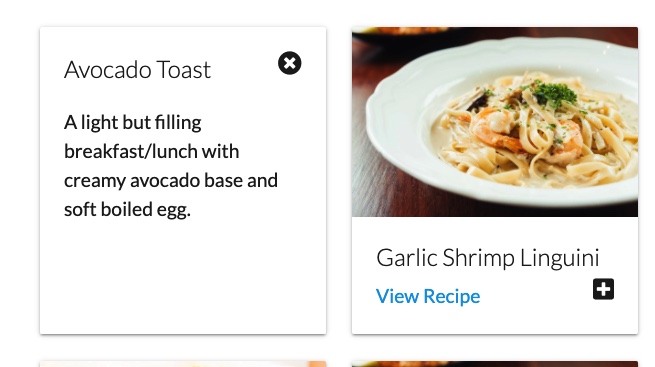 Avocado Toast
A light but filling
breakfast/lunch with
creamy avocado base and
soft boiled egg.
Garlic Shrimp Linguini
View Recipe